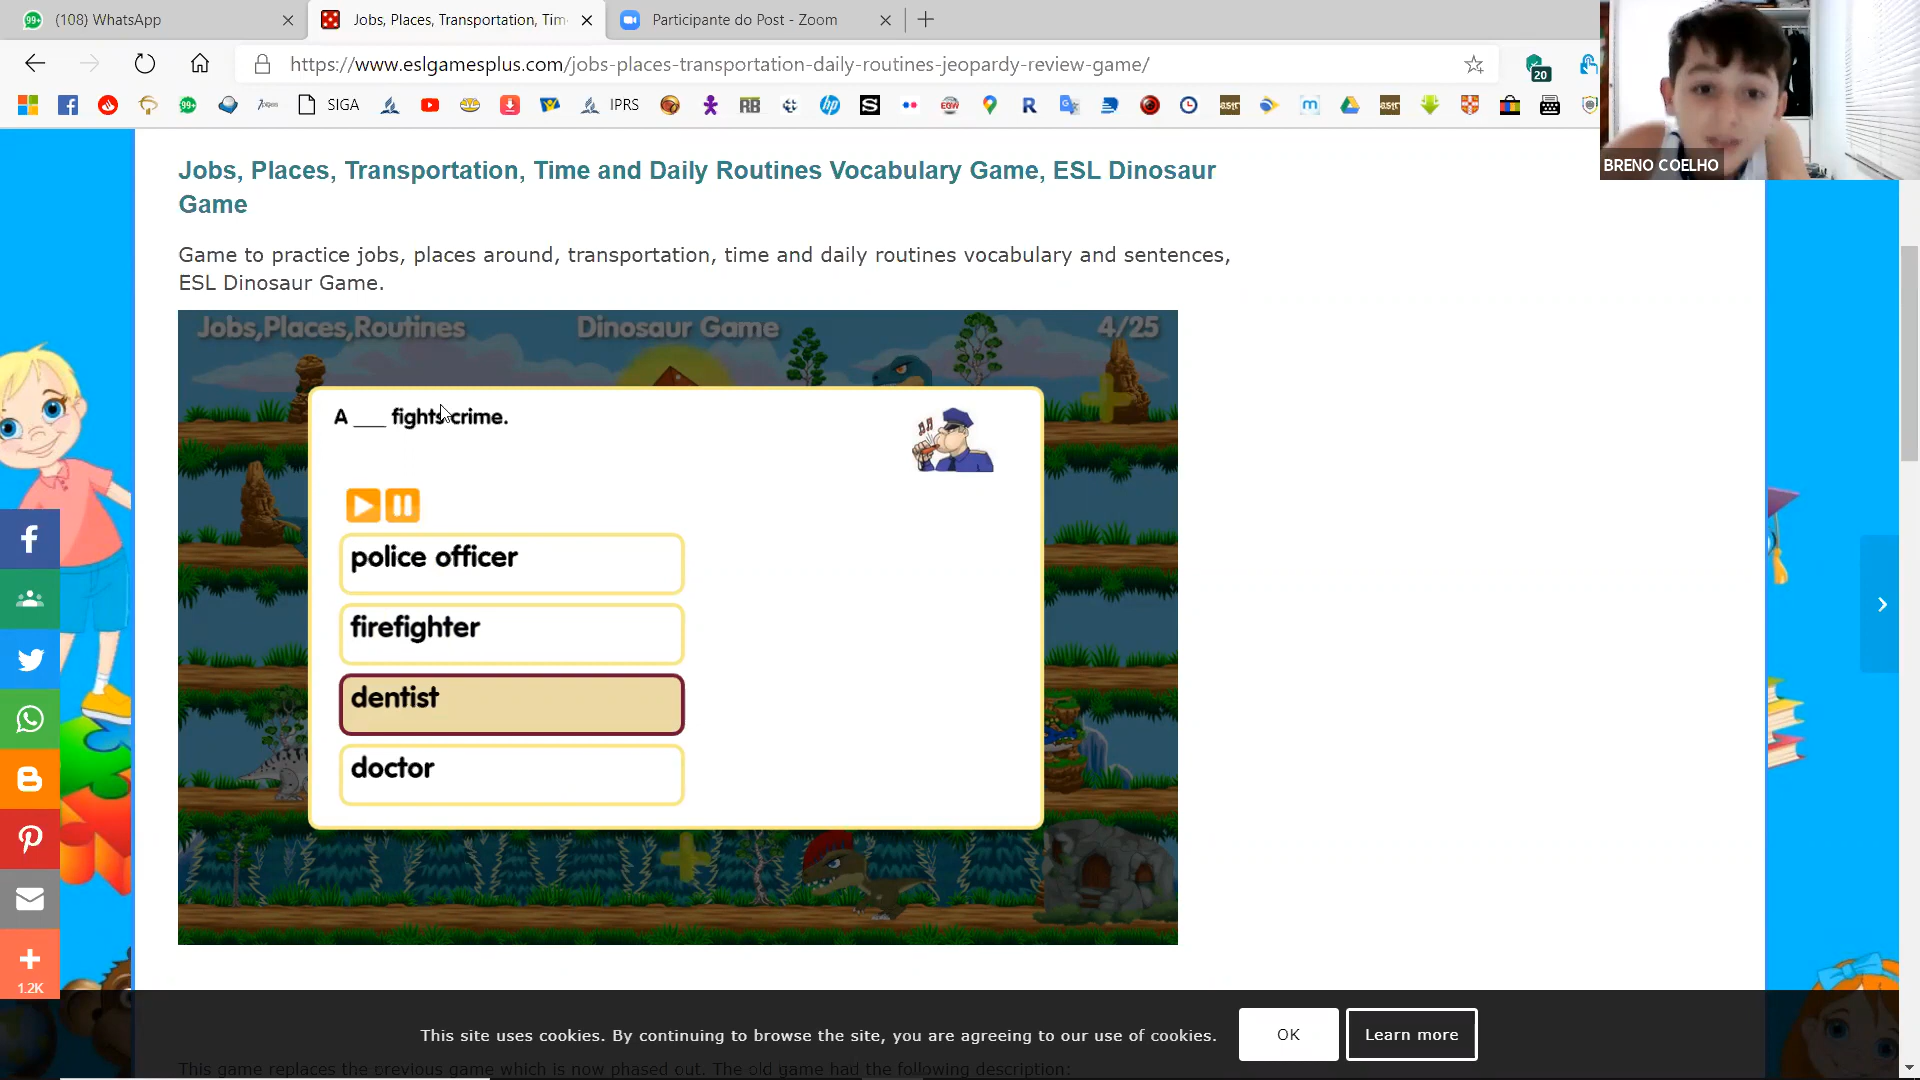 (108) WhatsApp
Jobs, Places, Transportation, Tim
Participante do Post - Zoom
https://www.eslgamesplus.com/jobs-places-transportation-daily-routines-jeopardy-review-game/
20
99+
SIGA
IPRS
RB
hp
S
EGW
R
m
BRENO COELHO
Jobs, Places, Transportation, Time and Daily Routines Vocabulary Game, ESL Dinosaur
Game
Game to practice jobs, places around, transportation, time and daily routines vocabulary and sentences,
ESL Dinosaur Game.
Jobs,Places,Routines
Dinosaur Game
4/25
A ___ fights crime.
police officer
firefighter
dentist
doctor
1.2K
This site uses cookies. By continuing to browse the site, you are agreeing to our use of cookies.
OK
Learn more
This game replaces the previous game which is now phased out. The old game had the following description: